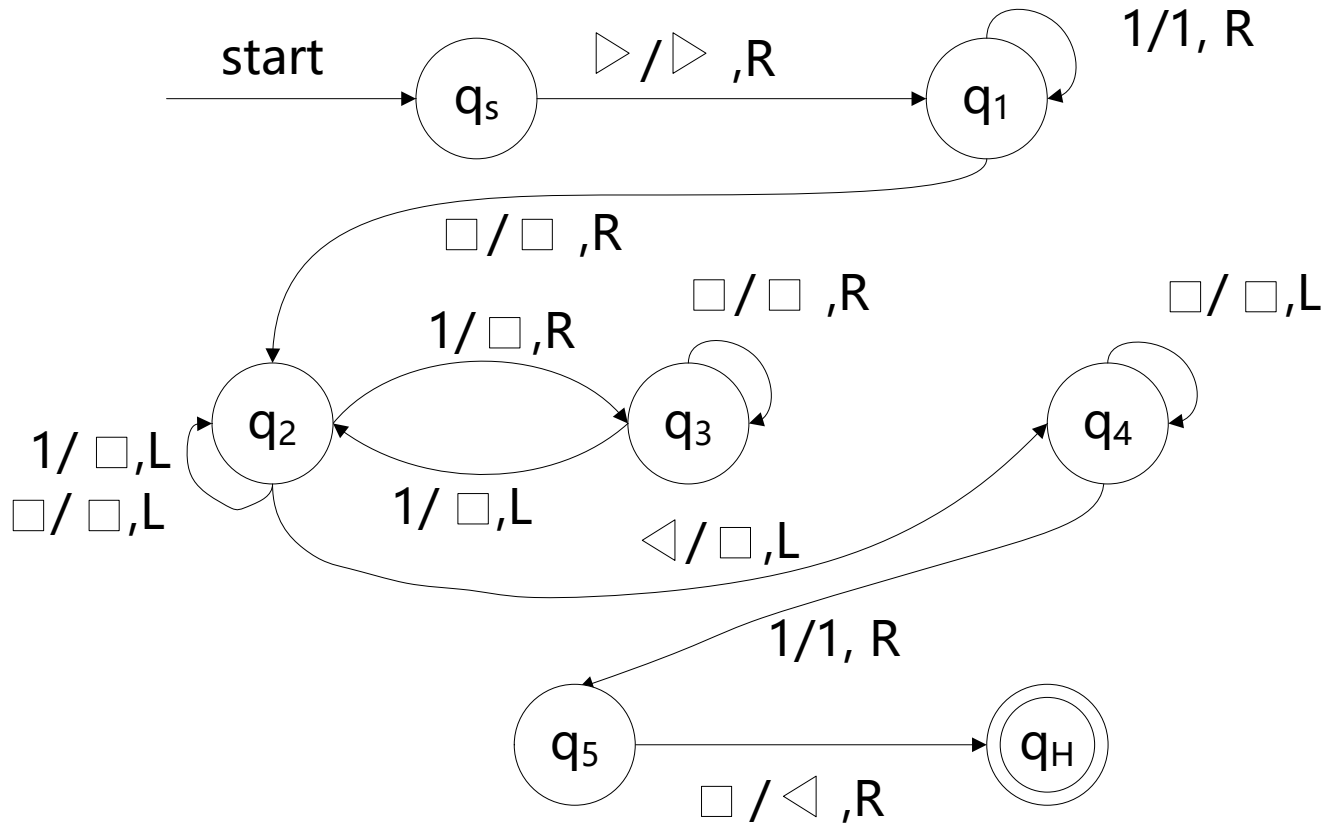 start
q_s
▷/▷ ,R
q_1
1/1, R
□/□ ,R
□/□ ,R
□/□,L
1/□,R
q_2
q_3
q_4
1/□,L
□/□,L
1/□,L
◁/□,L
1/1, R
q_5
q_H
□/◁ ,R